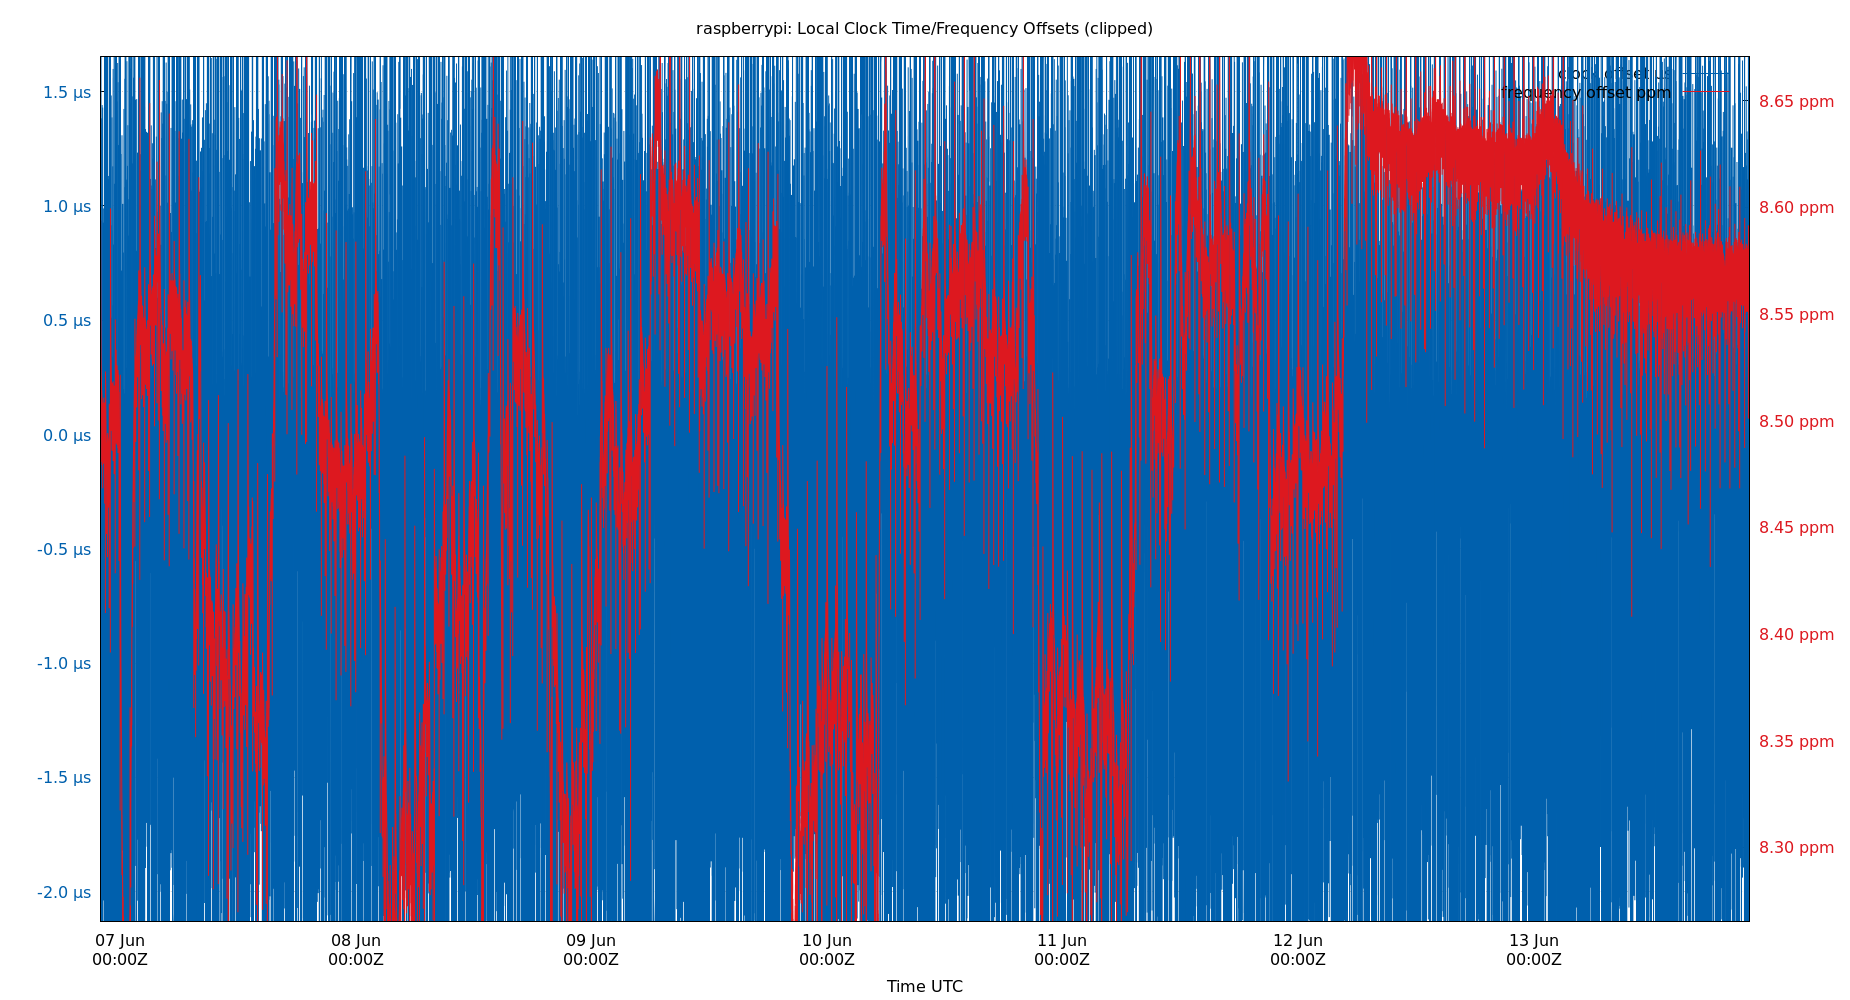 raspberrypi: Local Clock Time/Frequency Offsets (clipped)
clock offset µs
frequency offset ppm
1.5 µs
1.0 µs
0.5 µs
0.0 µs
-0.5 µs
-1.0 µs
-1.5 µs
-2.0 µs
8.65 ppm
8.60 ppm
8.55 ppm
8.50 ppm
8.45 ppm
8.40 ppm
8.35 ppm
8.30 ppm
07 Jun 08 Jun 09 Jun 10 Jun 11 Jun 12 Jun 13 Jun
00:00Z 00:00Z 00:00Z 00:00Z 00:00Z 00:00Z 00:00Z
Time UTC